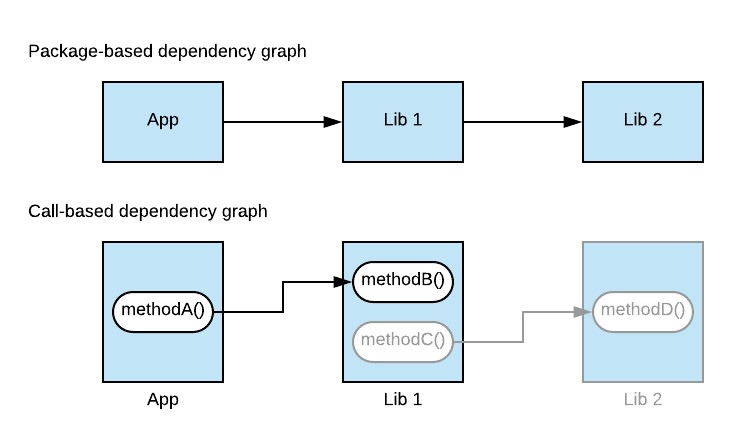 Package-based dependency graph
App
Lib 1
Lib 2
Call-based dependency graph
methodB()
methodA()
methodD()
methodC()
App
Lib 1
Lib 2